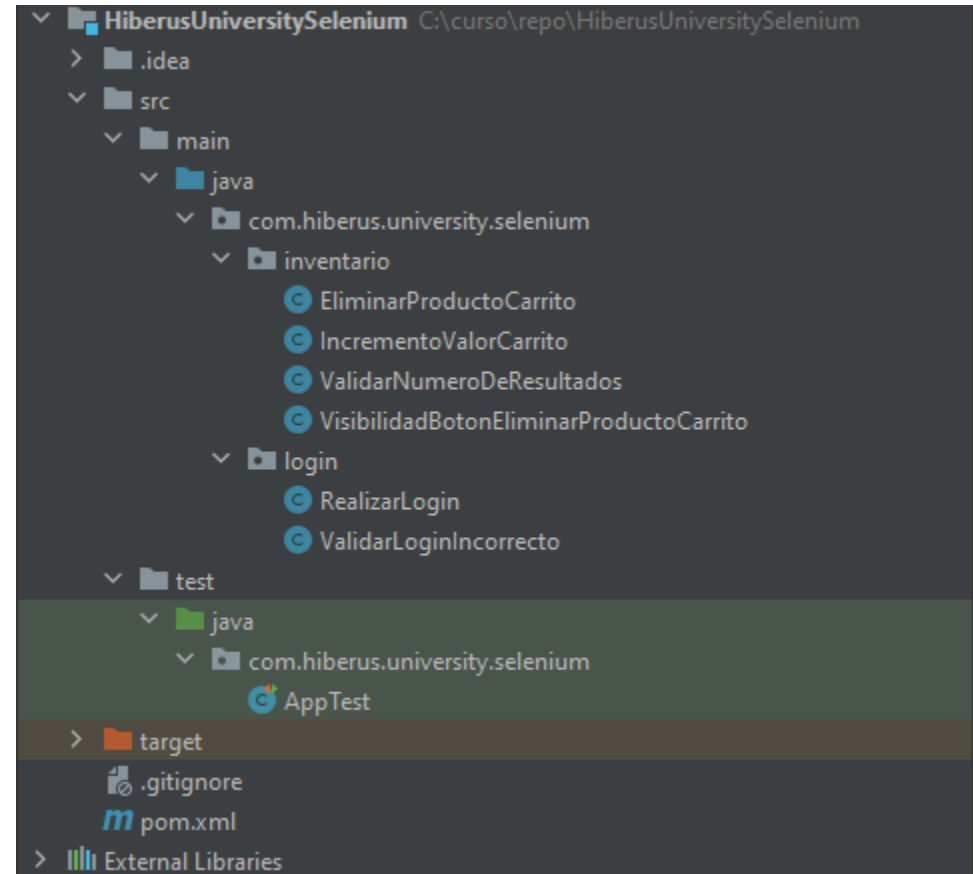 HiberusUniversitySelenium C:\curso\repo\HiberusUniversitySelenium
.idea
src
main
java
com.hiberus.university.selenium
inventario
EliminarProductoCarrito
IncrementoValorCarrito
ValidarNumeroDeResultados
VisibilidadBotonEliminarProductoCarrito
login
RealizarLogin
ValidarLoginIncorrecto
test
java
com.hiberus.university.selenium
AppTest
target
.gitignore
pom.xml
External Libraries